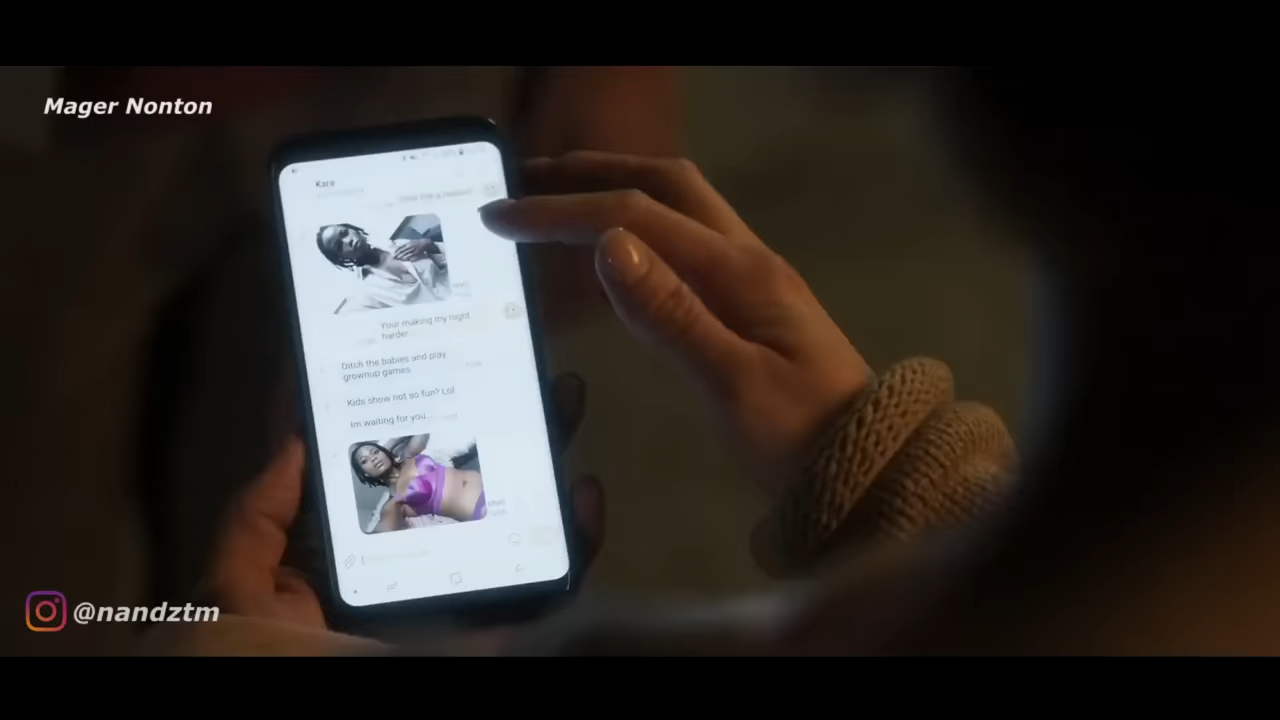 Mager Nonton
Kare
Your making my night
harder...
Ditch the babies and play
grownup games
Kids show not so fun? Lol
Im waiting for you...
@nandztm